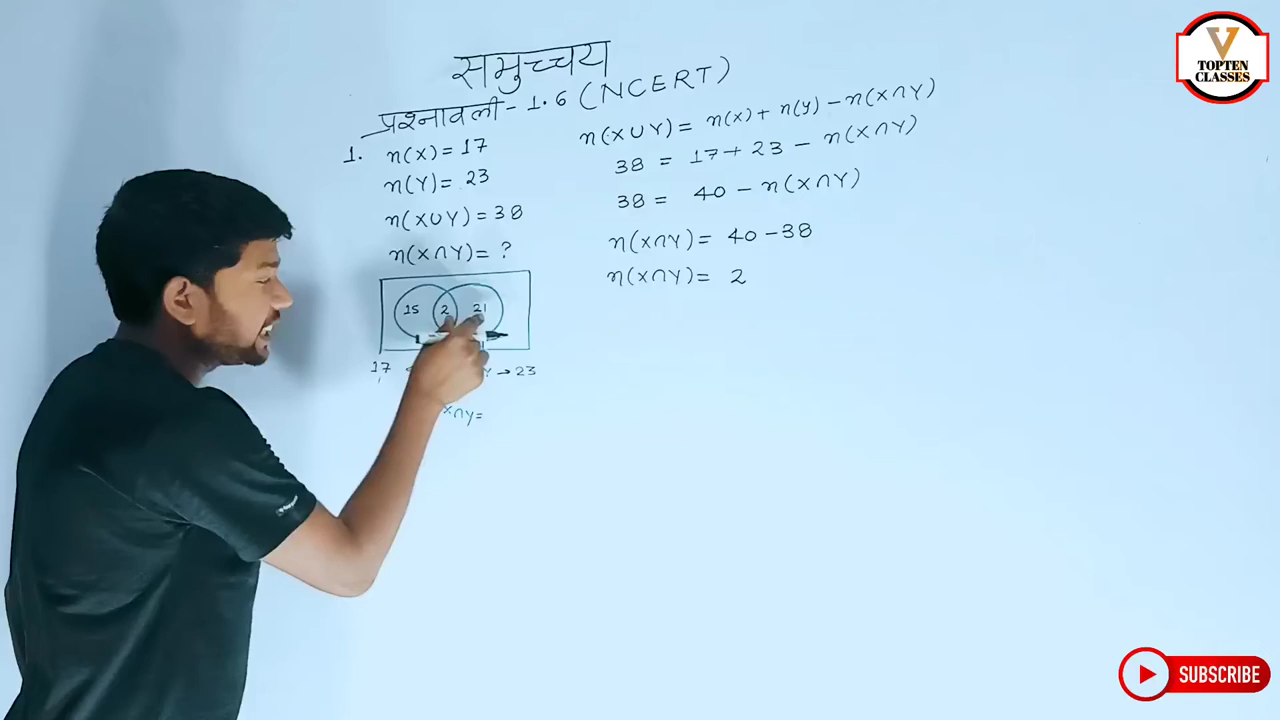 समुच्चय
प्रश्नावली - 1.6 (NCERT)
1. n(X) = 17
n(Y) = 23
n(X∪Y) = 38
n(X∩Y) = ?
15 2 21
17
Y → 23
X∩Y =
n(X∪Y) = n(x) + n(y) - n(X∩Y)
38 = 17 + 23 - n(X∩Y)
38 = 40 - n(X∩Y)
n(X∩Y) = 40 - 38
n(X∩Y) = 2
V
TOPTEN
CLASSES
SUBSCRIBE